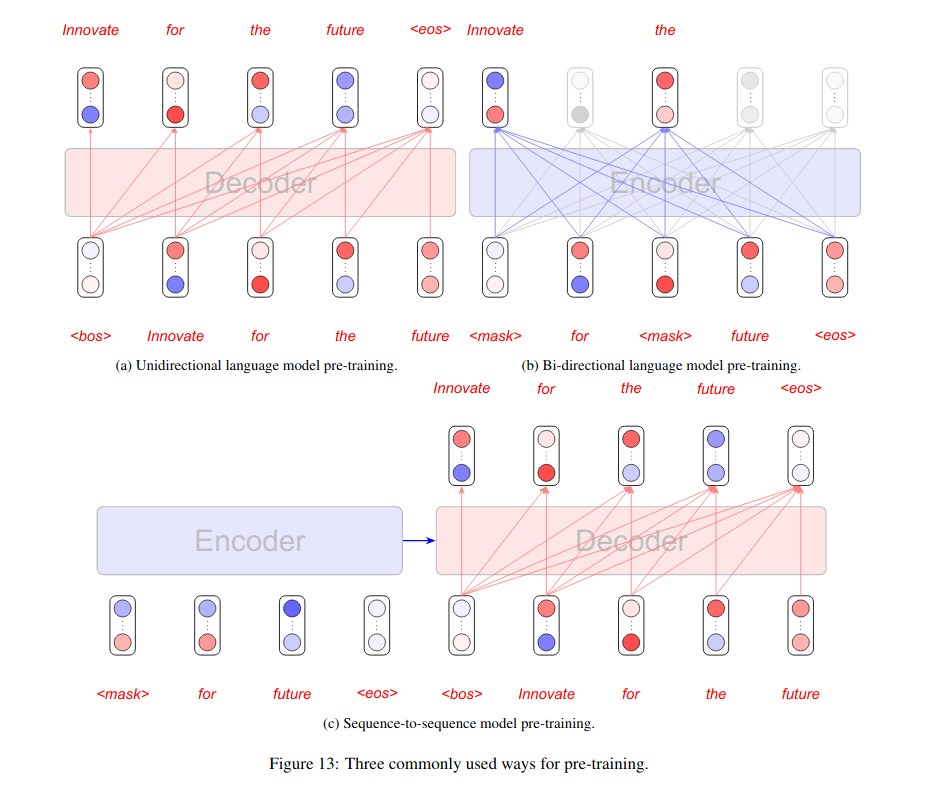 Innovate for the future <eos> Innovate the
Decoder Encoder
<bos> Innovate for the future <mask> for <mask> future <eos>
(a) Unidirectional language model pre-training. (b) Bi-directional language model pre-training.
Innovate for the future <eos>
Encoder Decoder
<mask> for future <eos> <bos> Innovate for the future
(c) Sequence-to-sequence model pre-training.
Figure 13: Three commonly used ways for pre-training.